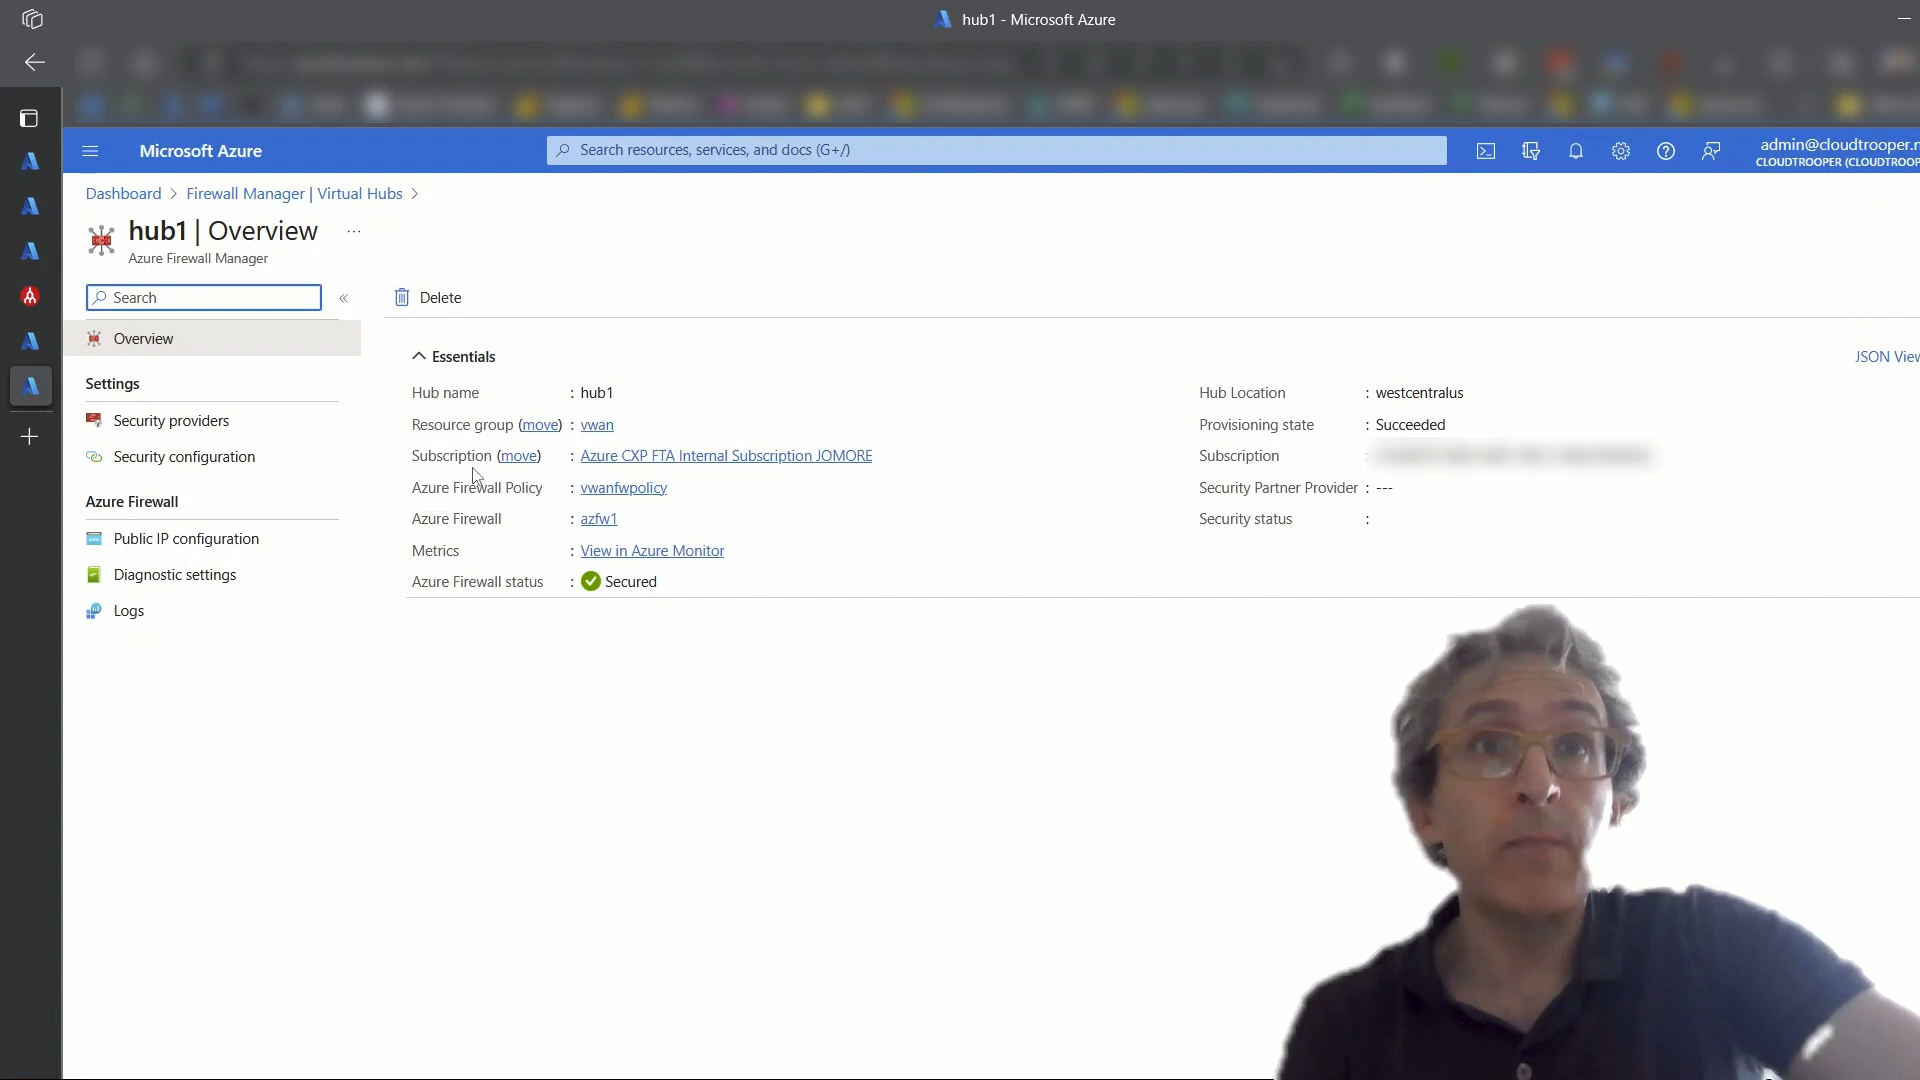 hub1 - Microsoft Azure
Microsoft Azure
Search resources, services, and docs (G+/)
admin@cloudtrooper.n
CLOUDTROOPER (CLOUDTROOP
Dashboard > Firewall Manager | Virtual Hubs >
hub1 | Overview ...
Azure Firewall Manager
Search
«
Delete
Overview
Settings
Security providers
Security configuration
Azure Firewall
Public IP configuration
Diagnostic settings
Logs
Essentials
JSON View
Hub name : hub1
Resource group (move) : vwan
Subscription (move) : Azure CXP FTA Internal Subscription JOMORE
Azure Firewall Policy : vwanfwpolicy
Azure Firewall : azfw1
Metrics : View in Azure Monitor
Azure Firewall status : Secured
Hub Location : westcentralus
Provisioning state : Succeeded
Subscription :
Security Partner Provider : ---
Security status :